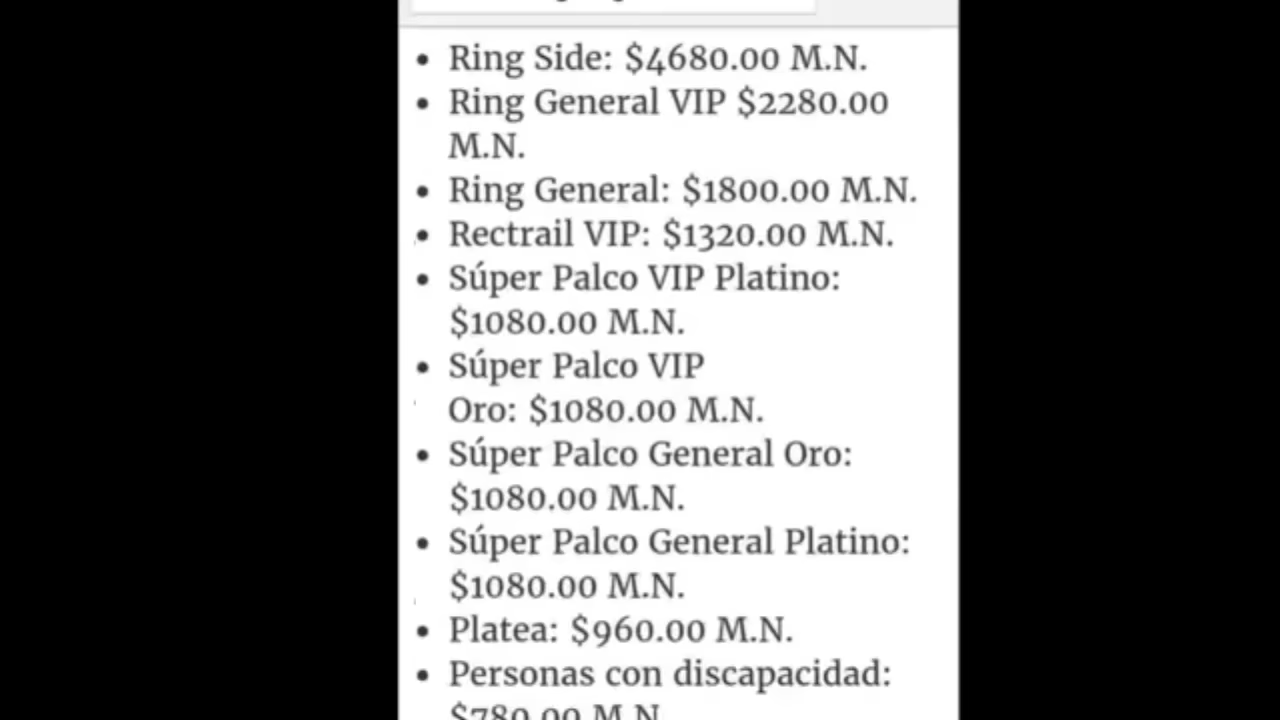 Ring Side: $4680.00 M.N.
Ring General VIP $2280.00
M.N.
Ring General: $1800.00 M.N.
Rectrail VIP: $1320.00 M.N.
Súper Palco VIP Platino:
$1080.00 M.N.
Súper Palco VIP
Oro: $1080.00 M.N.
Súper Palco General Oro:
$1080.00 M.N.
Súper Palco General Platino:
$1080.00 M.N.
Platea: $960.00 M.N.
Personas con discapacidad:
$780.00 M.N.